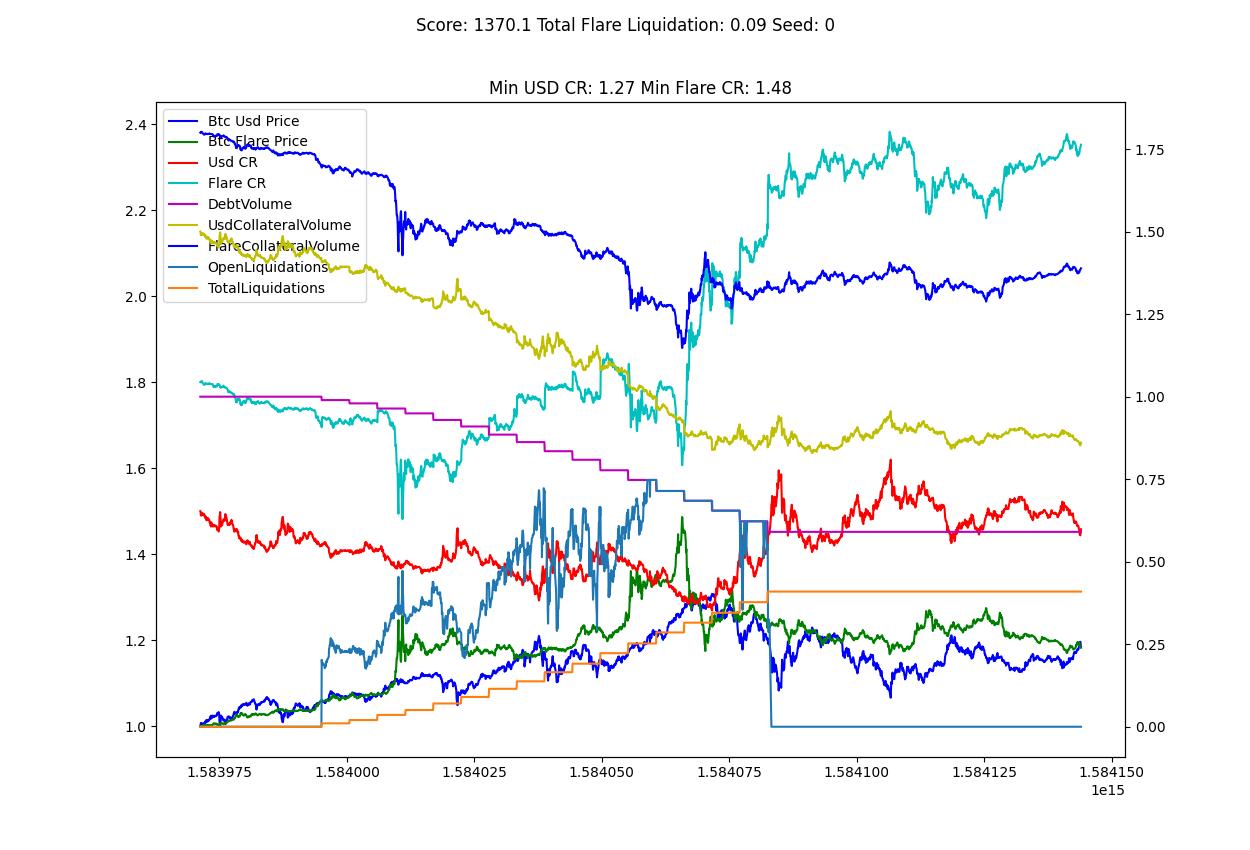 Score: 1370.1 Total Flare Liquidation: 0.09 Seed: 0
Min USD CR: 1.27 Min Flare CR: 1.48
Btc Usd Price
Btc Flare Price
Usd CR
Flare CR
DebtVolume
UsdCollateralVolume
FlareCollateralVolume
OpenLiquidations
TotalLiquidations
2.4
2.2
2.0
1.8
1.6
1.4
1.2
1.0
1.75
1.50
1.25
1.00
0.75
0.50
0.25
0.00
1.583975 1.584000 1.584025 1.584050 1.584075 1.584100 1.584125 1.584150
1e15